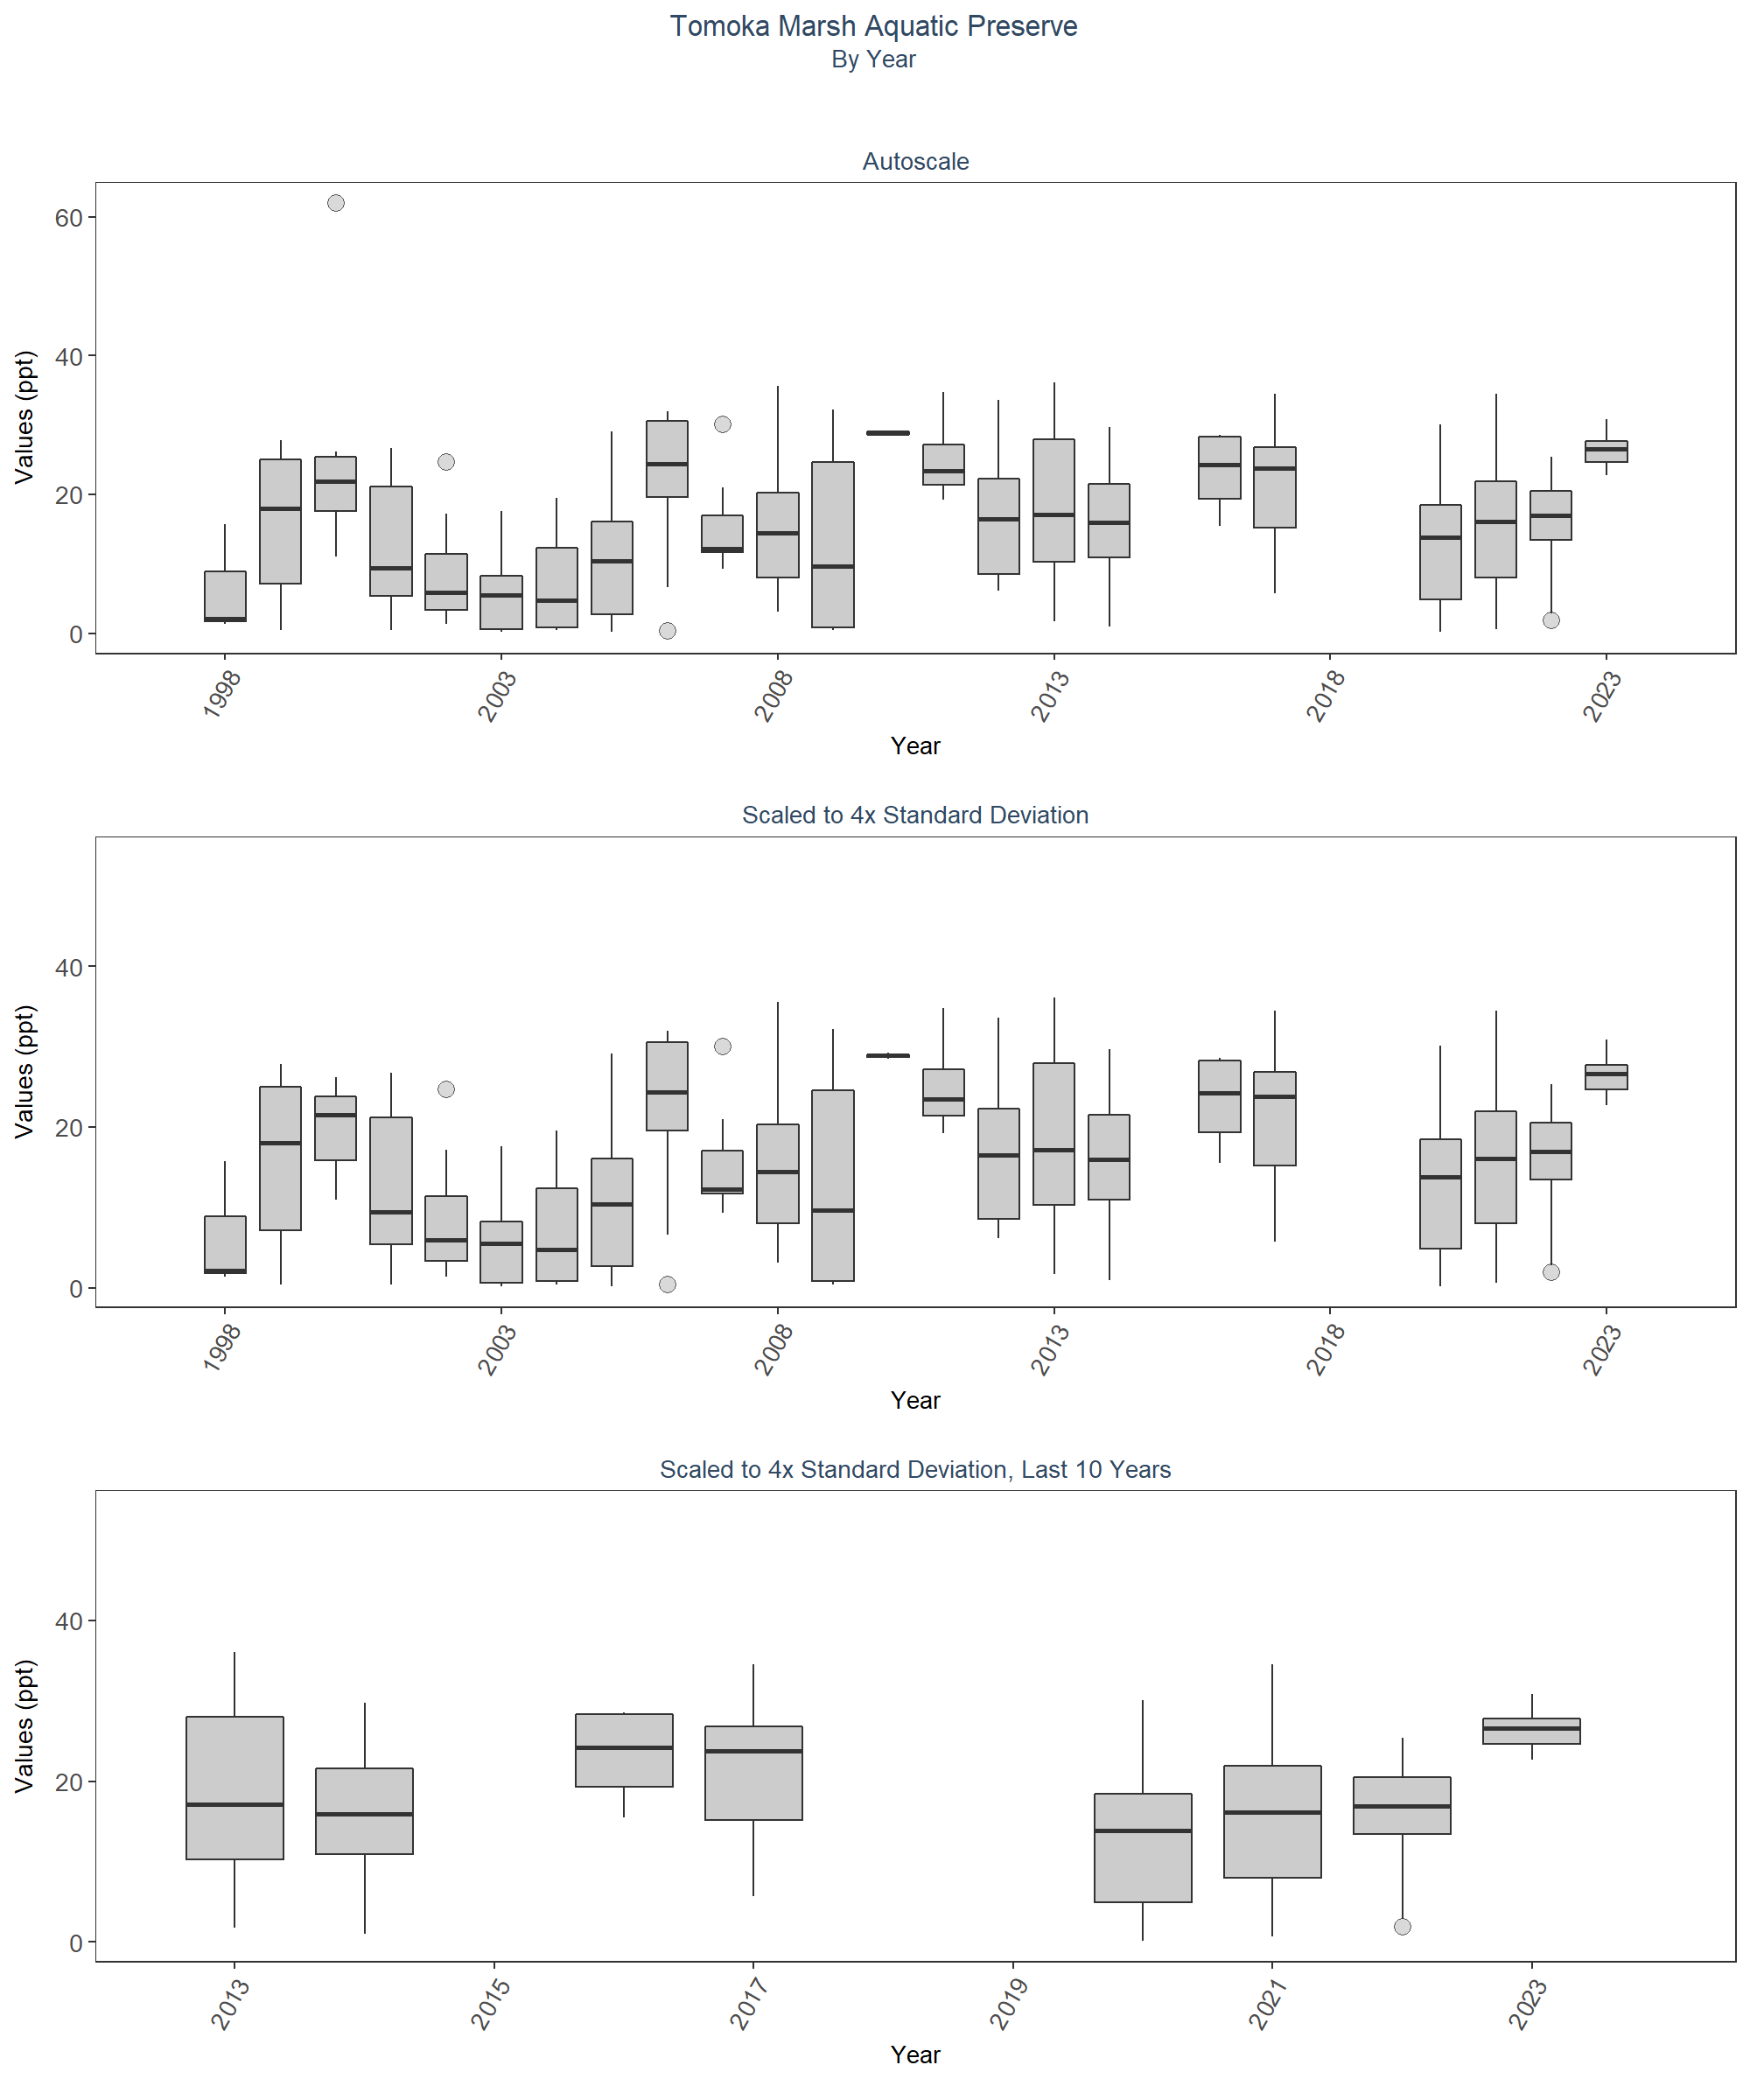 Tomoka Marsh Aquatic Preserve
By Year
Autoscale
Values (ppt)
60
40
20
0
1998 2003 2008 2013 2018 2023
Year
Scaled to 4x Standard Deviation
Values (ppt)
40
20
0
1998 2003 2008 2013 2018 2023
Year
Scaled to 4x Standard Deviation, Last 10 Years
Values (ppt)
40
20
0
2013 2015 2017 2019 2021 2023
Year